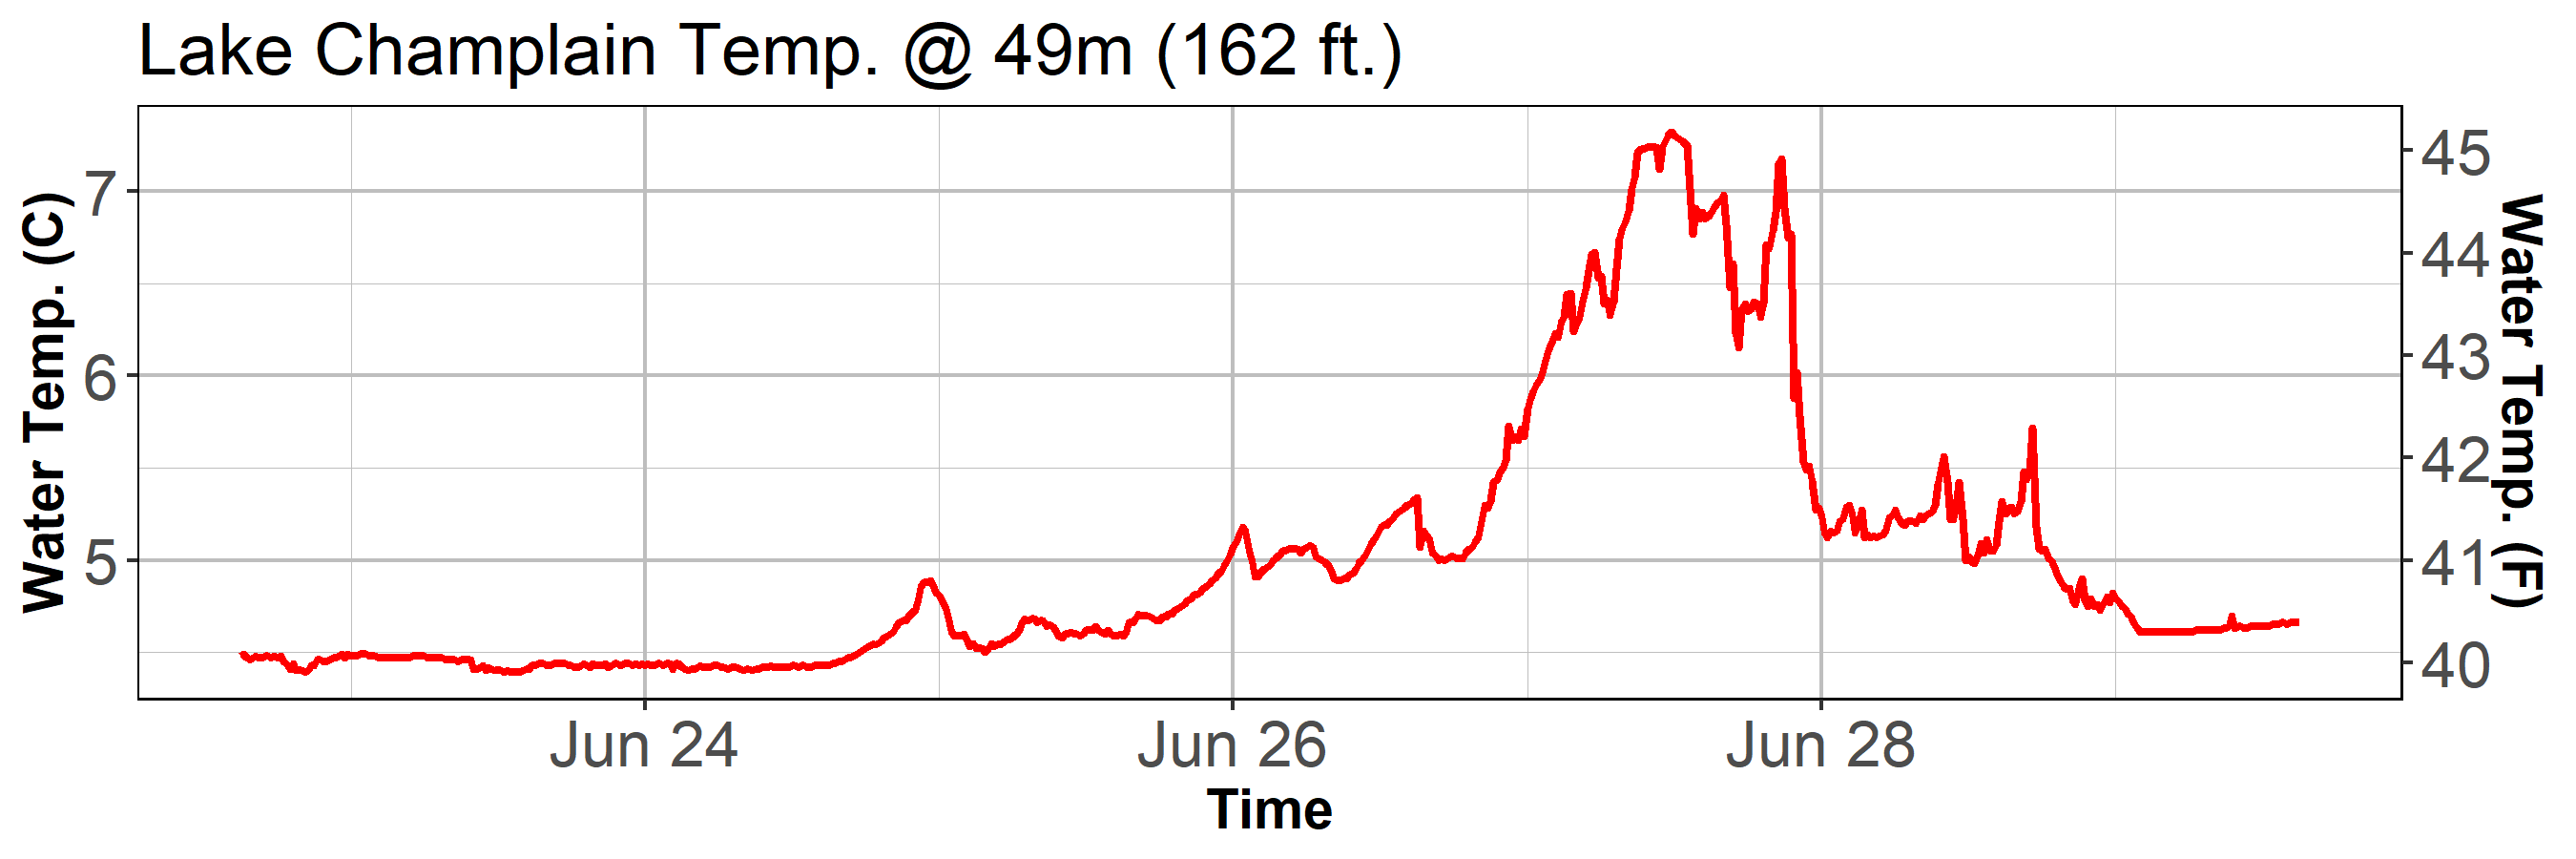 Lake Champlain Temp. @ 49m (162 ft.)
Water Temp. (C)
7
6
5
45
44
43
42
41
40
Water Temp. (F)
Jun 24
Jun 26
Jun 28
Time